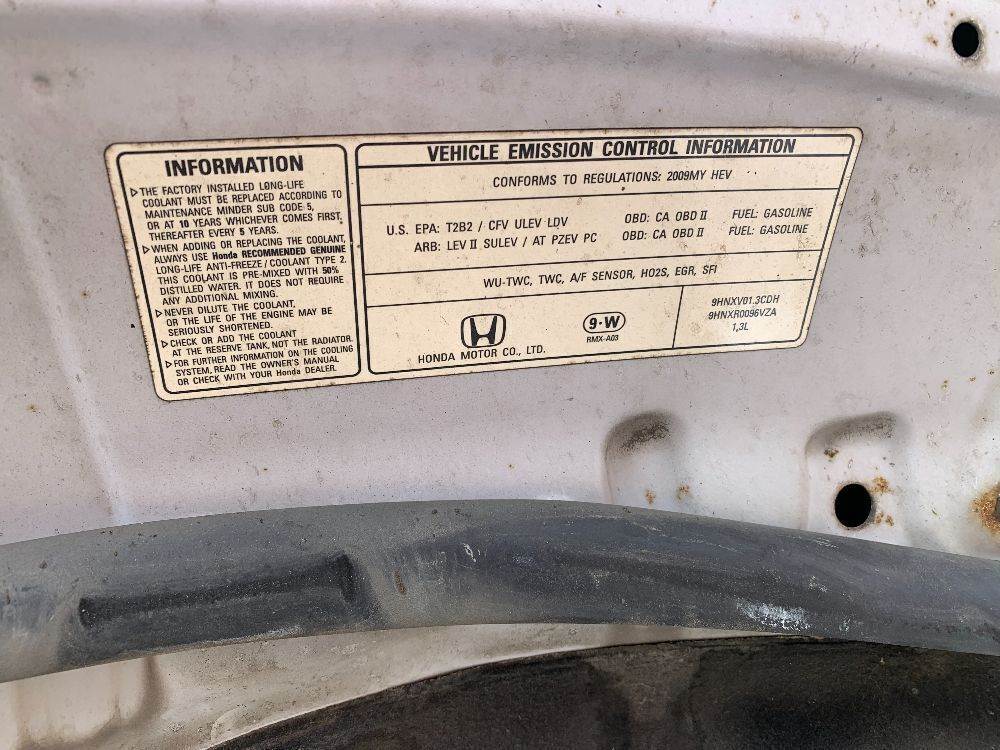 INFORMATION
▷THE FACTORY INSTALLED LONG-LIFE
COOLANT MUST BE REPLACED ACCORDING TO
MAINTENANCE MINDER SUB CODE 5,
OR AT 10 YEARS WHICHEVER COMES FIRST,
THEREAFTER EVERY 5 YEARS.
▷WHEN ADDING OR REPLACING THE COOLANT,
ALWAYS USE Honda RECOMMENDED GENUINE
LONG-LIFE ANTI-FREEZE/COOLANT TYPE 2.
THIS COOLANT IS PRE-MIXED WITH 50%
DISTILLED WATER. IT DOES NOT REQUIRE
ANY ADDITIONAL MIXING.
▷NEVER DILUTE THE COOLANT,
OR THE LIFE OF THE ENGINE MAY BE
SERIOUSLY SHORTENED.
▷CHECK OR ADD THE COOLANT
AT THE RESERVE TANK, NOT THE RADIATOR.
▷FOR FURTHER INFORMATION ON THE COOLING
SYSTEM, READ THE OWNER'S MANUAL
OR CHECK WITH YOUR Honda DEALER.
VEHICLE EMISSION CONTROL INFORMATION
CONFORMS TO REGULATIONS: 2009MY HEV
U.S. EPA: T2B2 / CFV ULEV LDV OBD: CA OBD II FUEL: GASOLINE
ARB: LEV II SULEV / AT PZEV PC OBD: CA OBD II FUEL: GASOLINE
WU-TWC, TWC, A/F SENSOR, HO2S, EGR, SFI
HONDA MOTOR CO., LTD.
9·W
RMX-A03
9HNXV01.3CDH
9HNXR0096VZA
1,3L